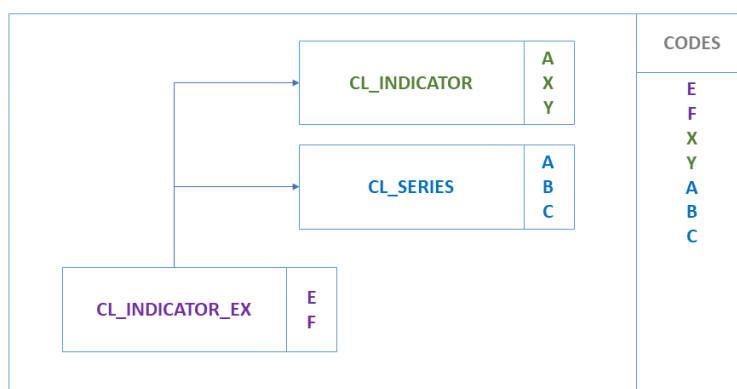 CL_INDICATOR
A
X
Y
CL_SERIES
A
B
C
CL_INDICATOR_EX
E
F
CODES
E
F
X
Y
A
B
C